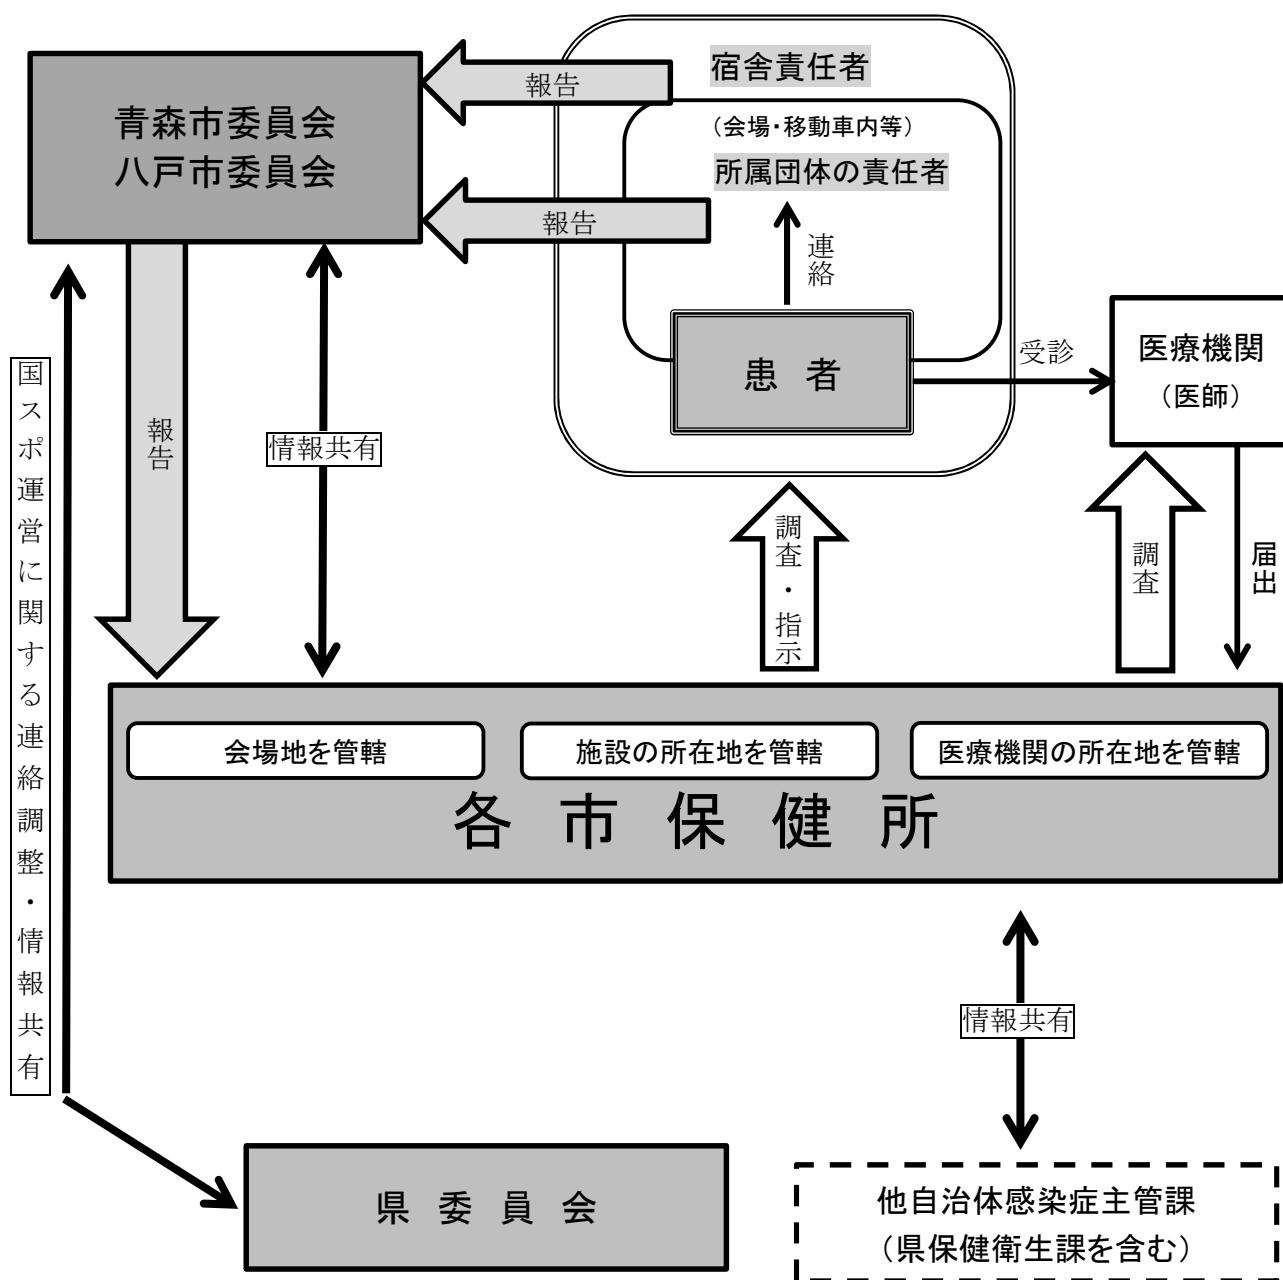 宿舎責任者
報告
青森市委員会
八戸市委員会
（会場・移動車内等）
所属団体の責任者
報告
連絡
患者
受診
医療機関
（医師）
国スポ運営に関する連絡調整・情報共有
報告
情報共有
調査・指示
調査
届出
会場地を管轄
施設の所在地を管轄
医療機関の所在地を管轄
各市保健所
情報共有
県委員会
他自治体感染症主管課
（県保健衛生課を含む）